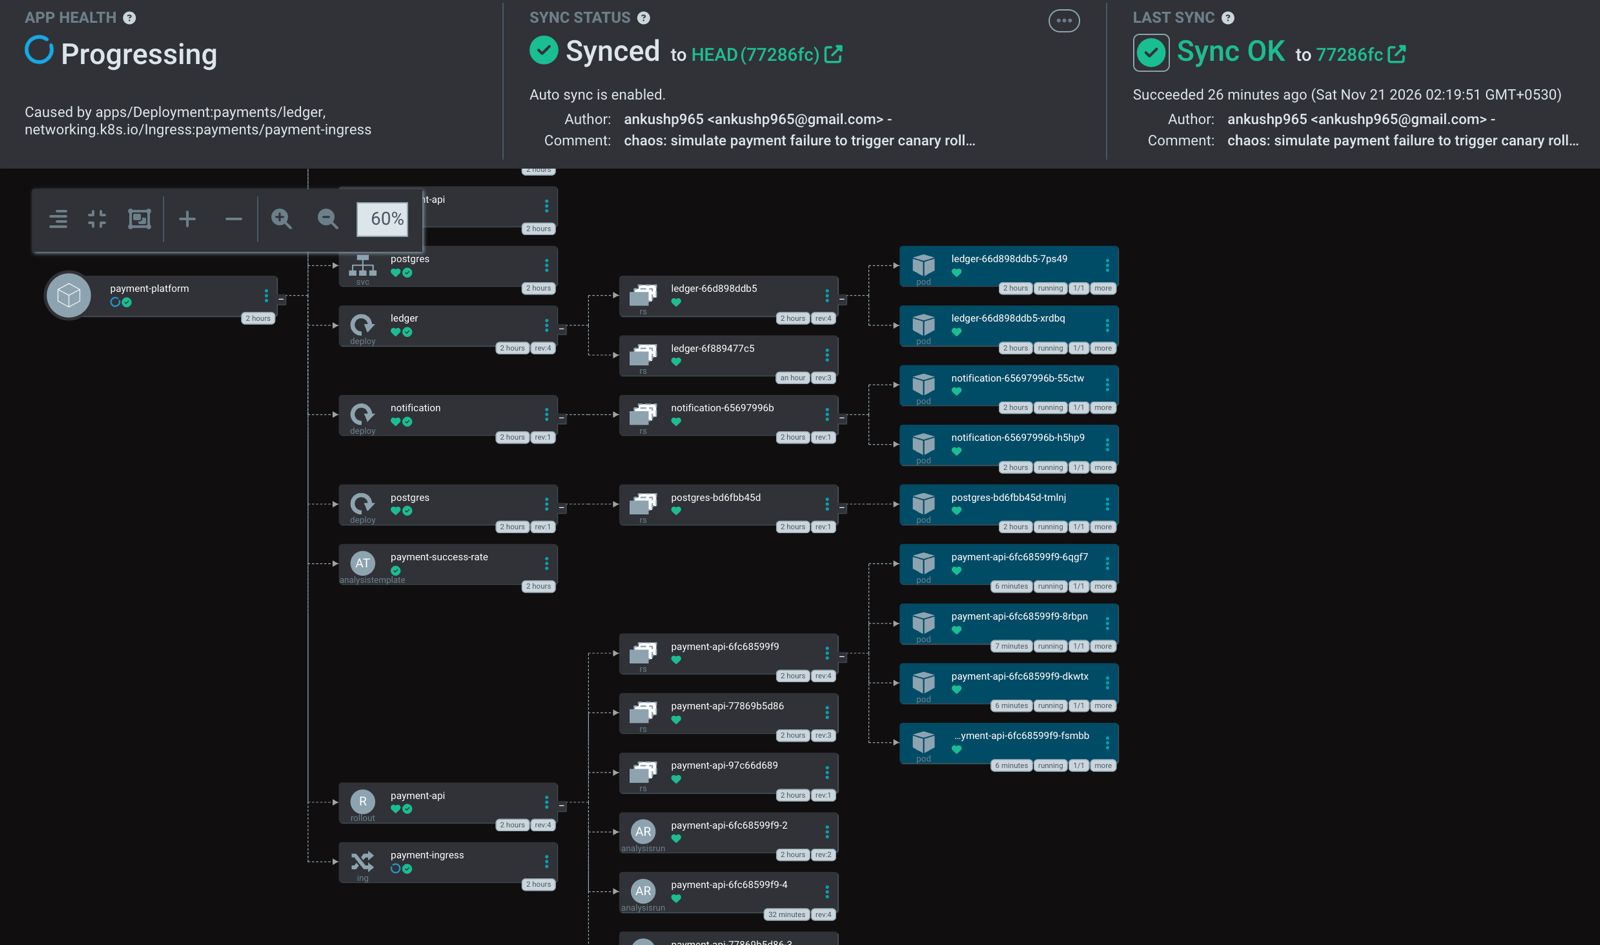 APP HEALTH ?
Progressing
Caused by apps/Deployment:payments/ledger,
networking.k8s.io/Ingress:payments/payment-ingress
SYNC STATUS ?
Synced to HEAD (77286fc)
Auto sync is enabled.
Author: ankushp965 <ankushp965@gmail.com> -
Comment: chaos: simulate payment failure to trigger canary roll...
LAST SYNC ?
Sync OK to 77286fc
Succeeded 26 minutes ago (Sat Nov 21 2026 02:19:51 GMT+0530)
Author: ankushp965 <ankushp965@gmail.com> -
Comment: chaos: simulate payment failure to trigger canary roll...
60%
payment-platform
2 hours
2 hours
nt-api
2 hours
postgres
svc
2 hours
ledger
deploy
2 hours rev:4
notification
deploy
2 hours rev:1
postgres
deploy
2 hours rev:1
AT
payment-success-rate
analysistemplate
2 hours
R
payment-api
rollout
2 hours rev:4
payment-ingress
ing
2 hours
ledger-66d898ddb5
rs
2 hours rev:4
ledger-6f889477c5
rs
an hour rev:3
notification-65697996b
rs
2 hours rev:1
postgres-bd6fbb45d
rs
2 hours rev:1
payment-api-6fc68599f9
rs
2 hours rev:4
payment-api-77869b5d86
rs
2 hours rev:3
payment-api-97c66d689
rs
2 hours rev:1
AR
payment-api-6fc68599f9-2
analysisrun
2 hours rev:2
AR
payment-api-6fc68599f9-4
analysisrun
32 minutes rev:4
AR
payment-api-77869b5d86-3
ledger-66d898ddb5-7ps49
pod
2 hours running 1/1 more
ledger-66d898ddb5-xrdbq
pod
2 hours running 1/1 more
notification-65697996b-55ctw
pod
2 hours running 1/1 more
notification-65697996b-h5hp9
pod
2 hours running 1/1 more
postgres-bd6fbb45d-tmlnj
pod
2 hours running 1/1 more
payment-api-6fc68599f9-6qgf7
pod
6 minutes running 1/1 more
payment-api-6fc68599f9-8rbpn
pod
7 minutes running 1/1 more
payment-api-6fc68599f9-dkwtx
pod
6 minutes running 1/1 more
...yment-api-6fc68599f9-fsmbb
pod
6 minutes running 1/1 more